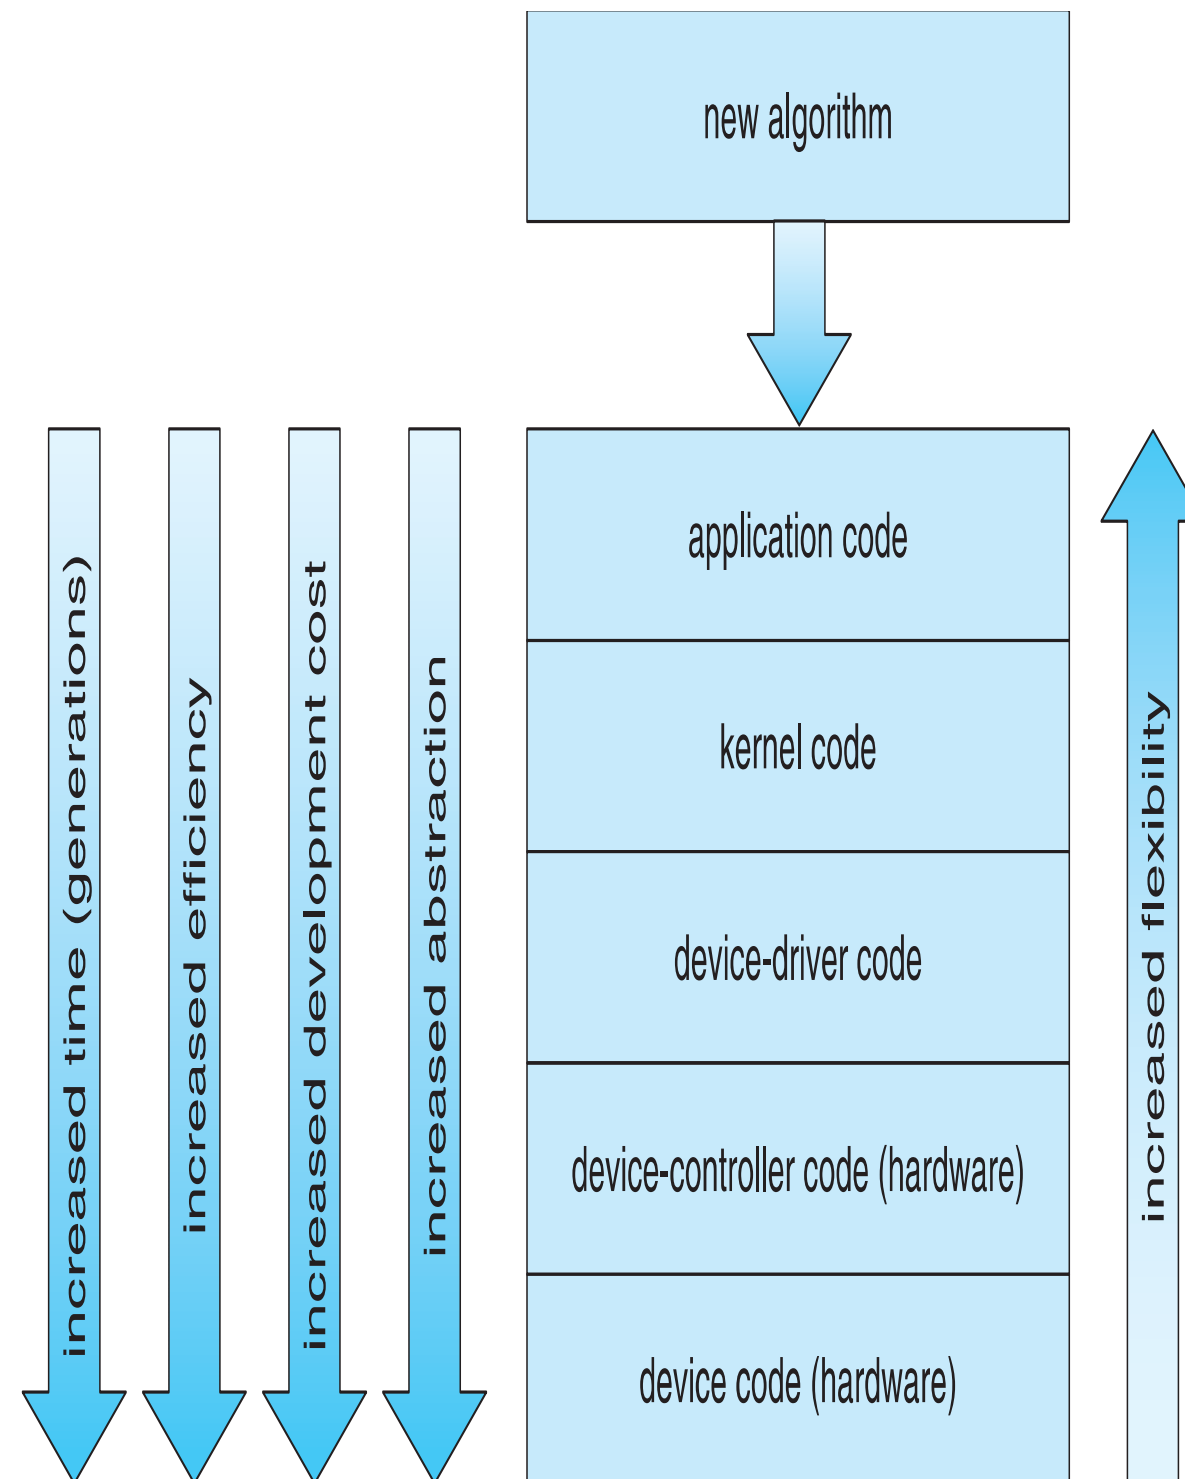 new algorithm
increased time (generations)
increased efficiency
increased development cost
increased abstraction
application code
kernel code
device-driver code
device-controller code (hardware)
device code (hardware)
increased flexibility